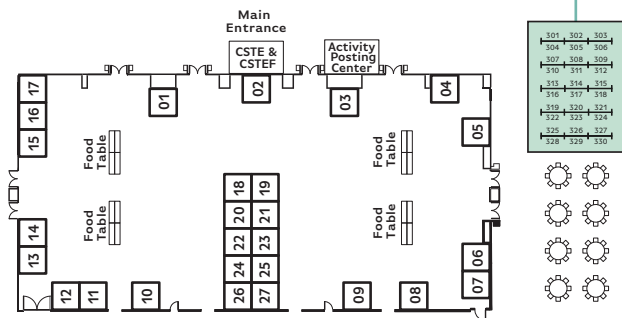 Main
Entrance
CSTE &
CSTEF
Activity
Posting
Center
17
16
15
01
02
03
04
05
Food
Table
Food
Table
18 19
20 21
22 23
24 25
26 27
Food
Table
Food
Table
14
13
12 11
10
09
08
06
07
301 302 303
304 305 306
307 308 309
310 311 312
313 314 315
316 317 318
319 320 321
322 323 324
325 326 327
328 329 330